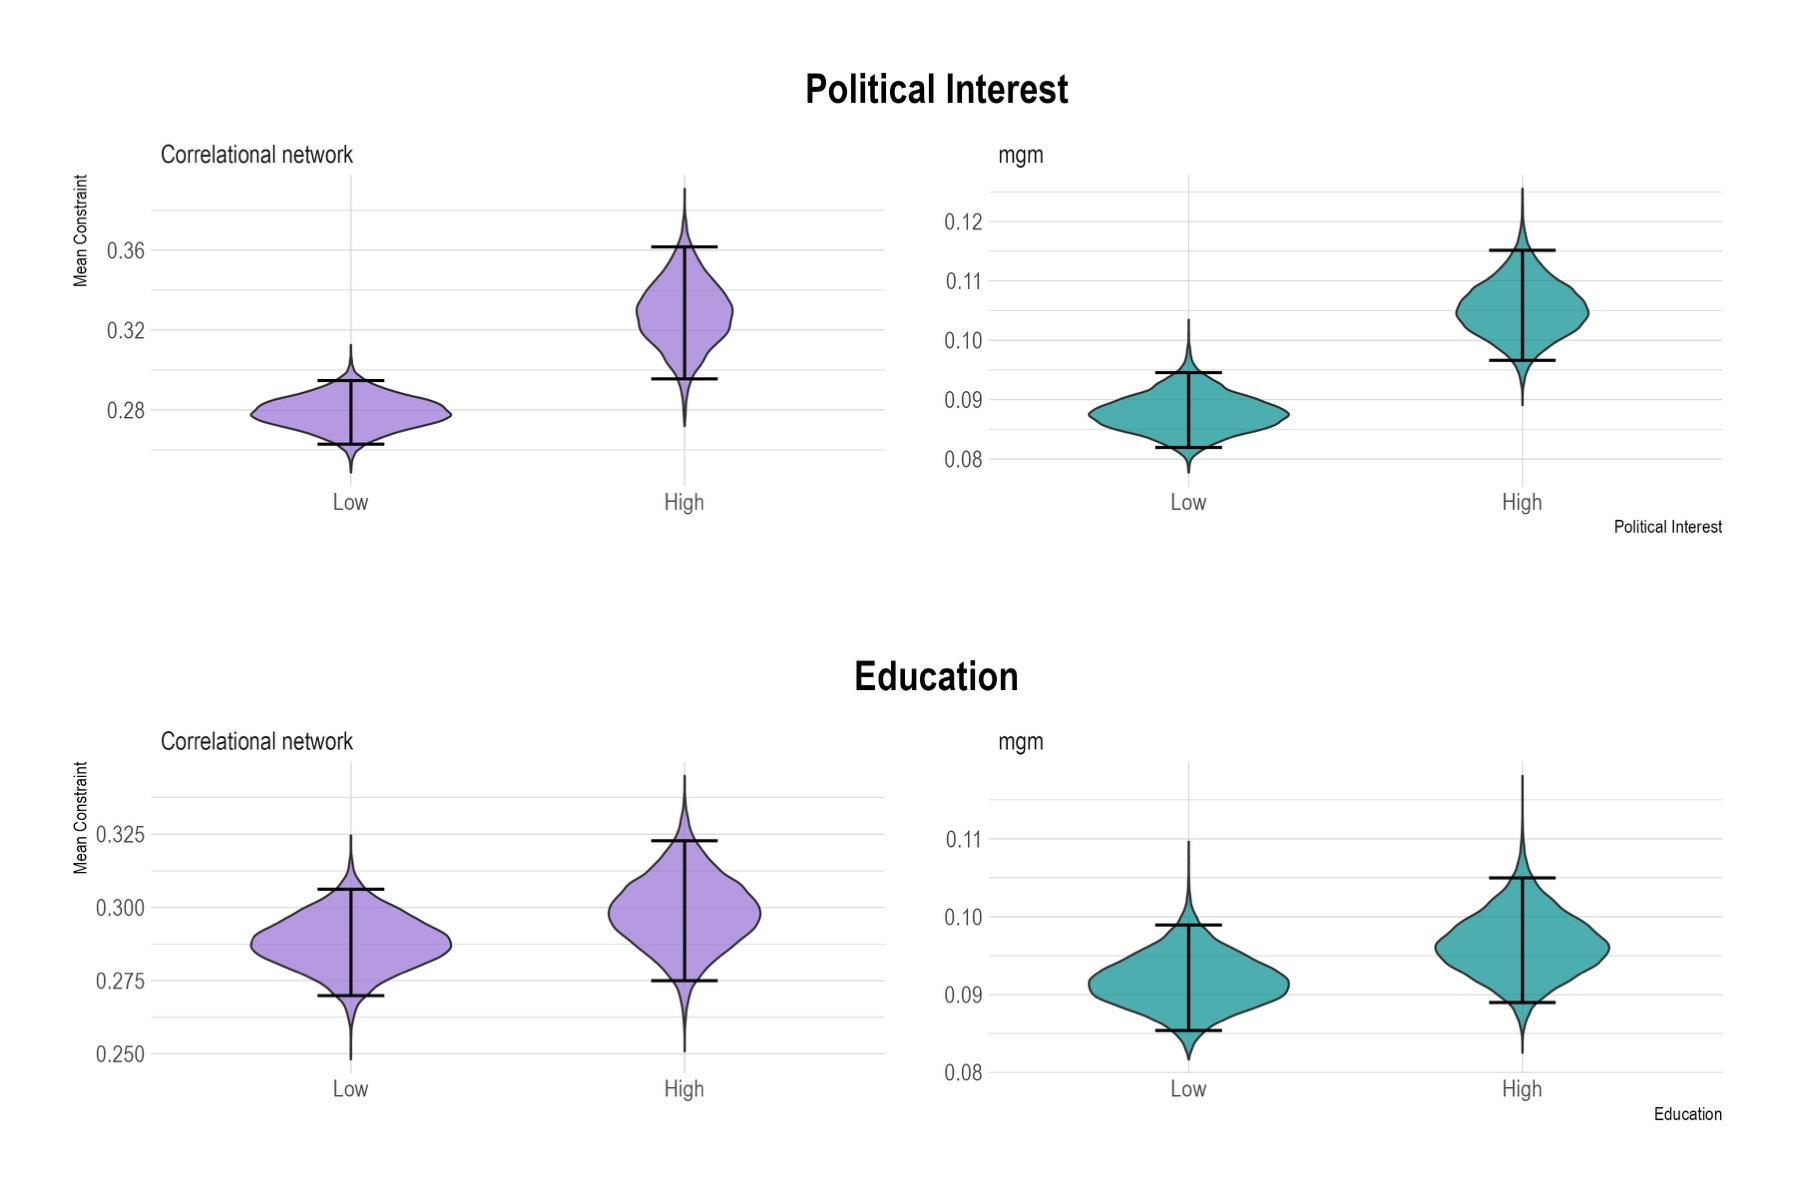 Political Interest
Correlational network
mgm
Mean Constraint
0.36
0.32
0.28
Low
High
0.12
0.11
0.10
0.09
0.08
Low
High
Political Interest
Education
Correlational network
mgm
Mean Constraint
0.325
0.300
0.275
0.250
Low
High
0.11
0.10
0.09
0.08
Low
High
Education